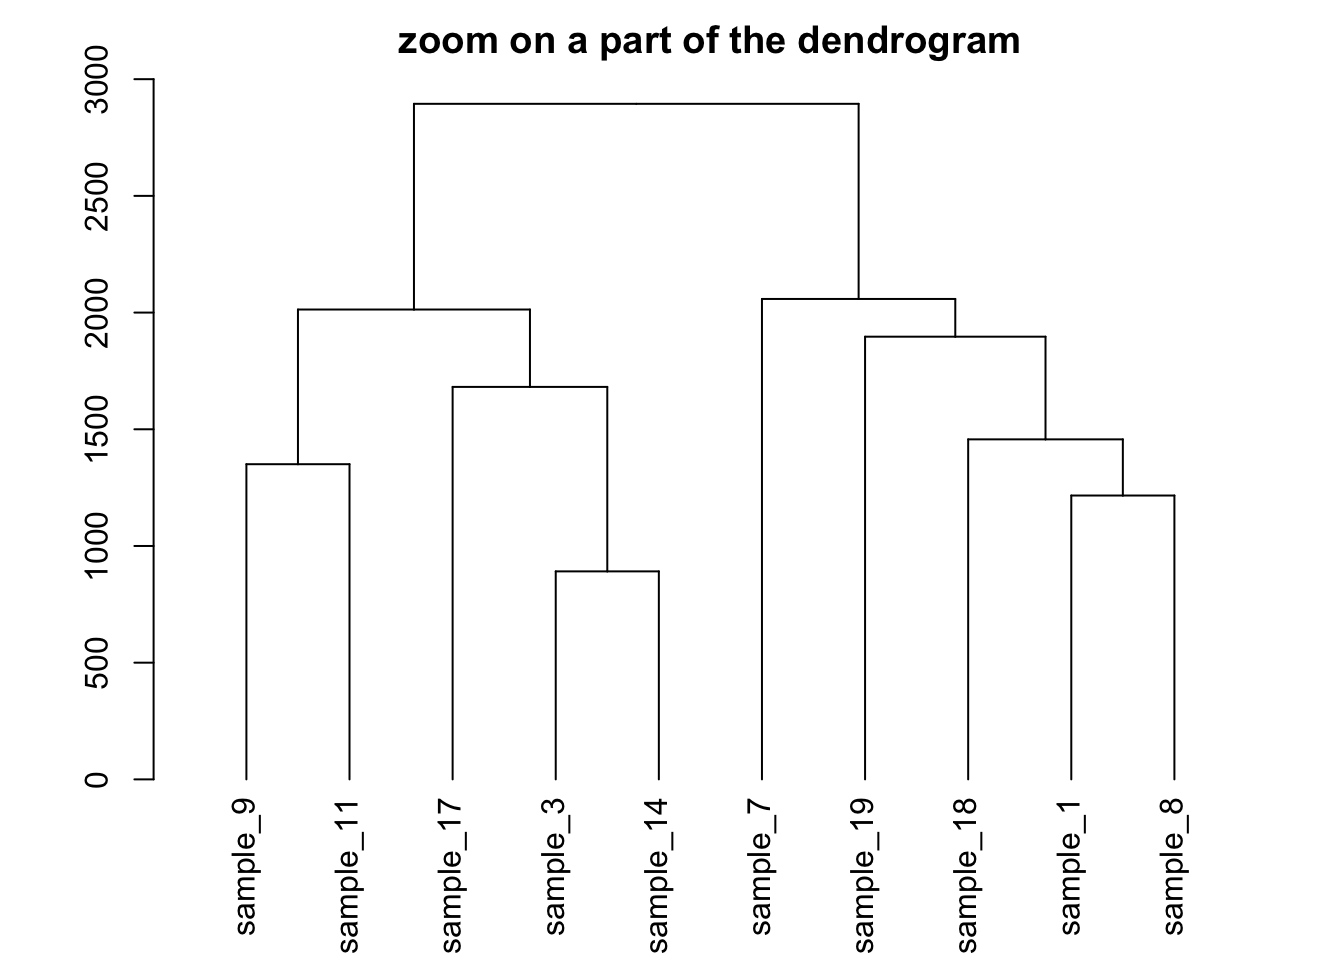 zoom on a part of the dendrogram
3000
2500
2000
1500
1000
500
0
sample_9
sample_11
sample_17
sample_3
sample_14
sample_7
sample_19
sample_18
sample_1
sample_8